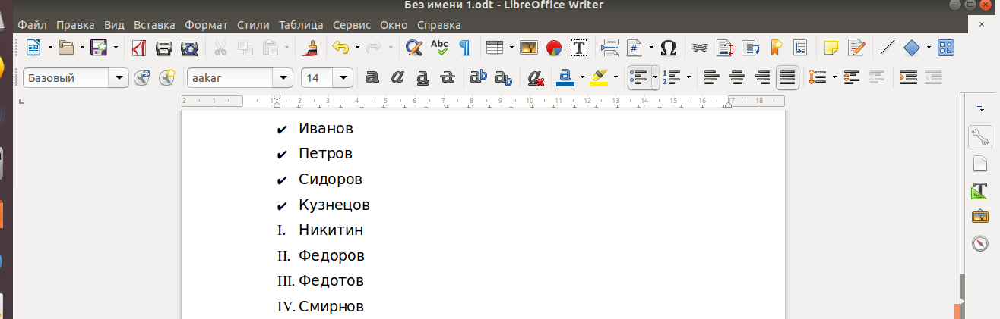 Без имени 1.odt - LibreOffice Writer
Файл Правка Вид Вставка Формат Стили Таблица Сервис Окно Справка
Базовый aakar 14
2 1 1 2 3 4 5 6 7 8 9 10 11 12 13 14 15 16 17 18
✔ Иванов
✔ Петров
✔ Сидоров
✔ Кузнецов
I. Никитин
II. Федоров
III. Федотов
IV. Смирнов